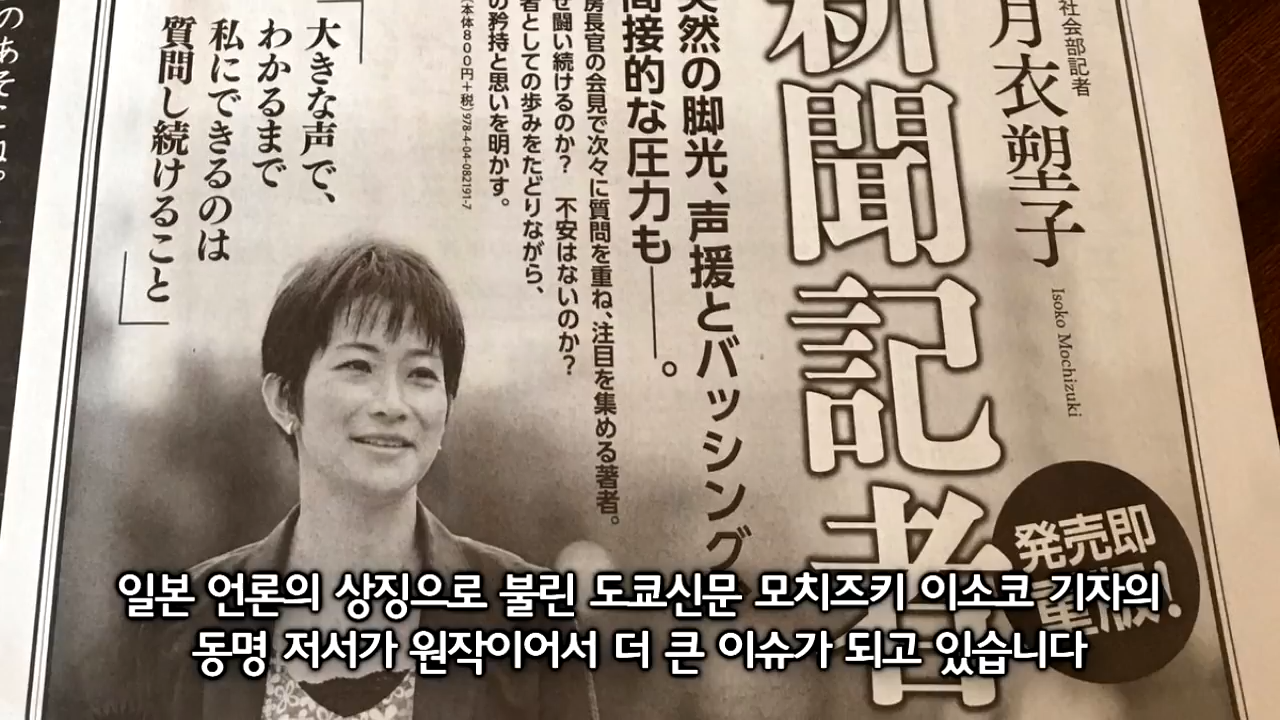 社会部記者
月衣塑子
Isoko Mochizuki
新聞記者
発売即
重版!
突然の脚光、声援とバッシング、
間接的な圧力も——。
房長官の会見で次々に質問を重ね、注目を集める著者。
ぜ闘い続けるのか? 不安はないのか?
者としての歩みをたどりながら、
の矜持と思いを明かす。
(本体800円+税)978-4-04-082191-7
「大きな声で、
わかるまで
私にできるのは
質問し続けること」
のあそこね。
일본 언론의 상징으로 불린 도쿄신문 모치즈키 이소코 기자의
동명 저서가 원작이어서 더 큰 이슈가 되고 있습니다